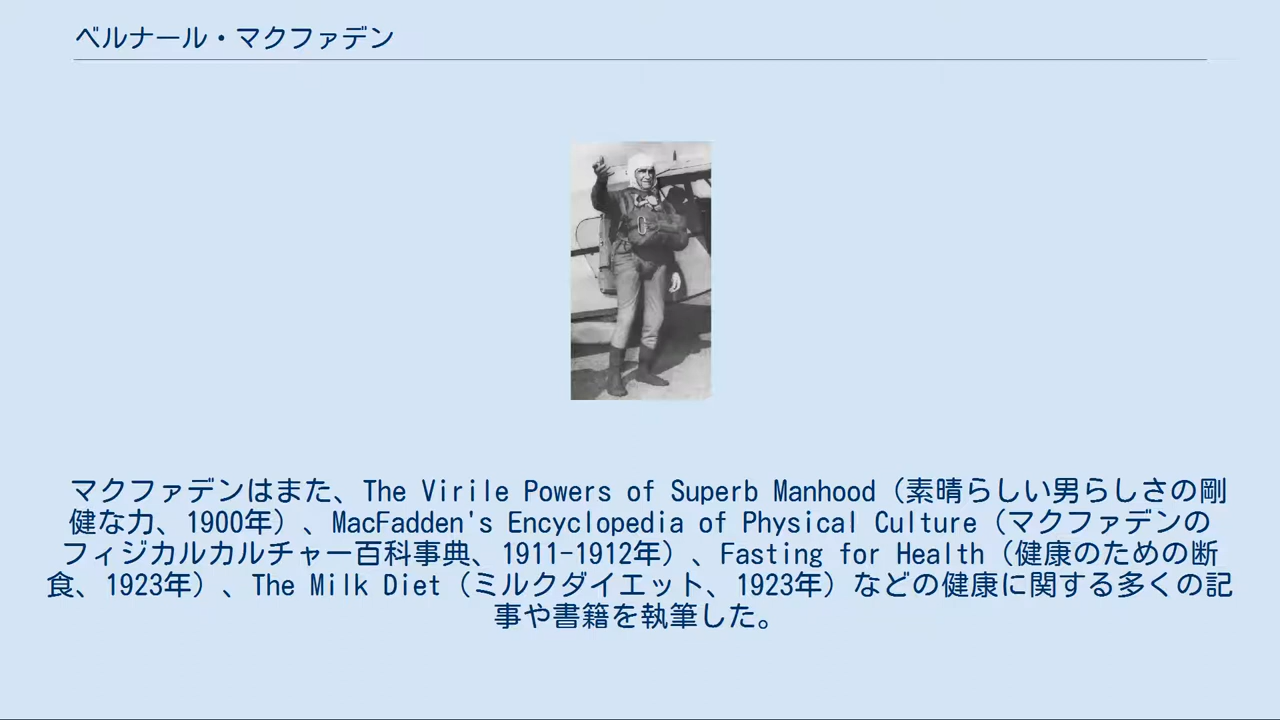 ベルナール・マクファデン
マクファデンはまた、The Virile Powers of Superb Manhood（素晴らしい男らしさの剛
健な力、1900年）、MacFadden's Encyclopedia of Physical Culture（マクファデンの
フィジカルカルチャー百科事典、1911-1912年）、Fasting for Health（健康のための断
食、1923年）、The Milk Diet（ミルクダイエット、1923年）などの健康に関する多くの記
事や書籍を執筆した。